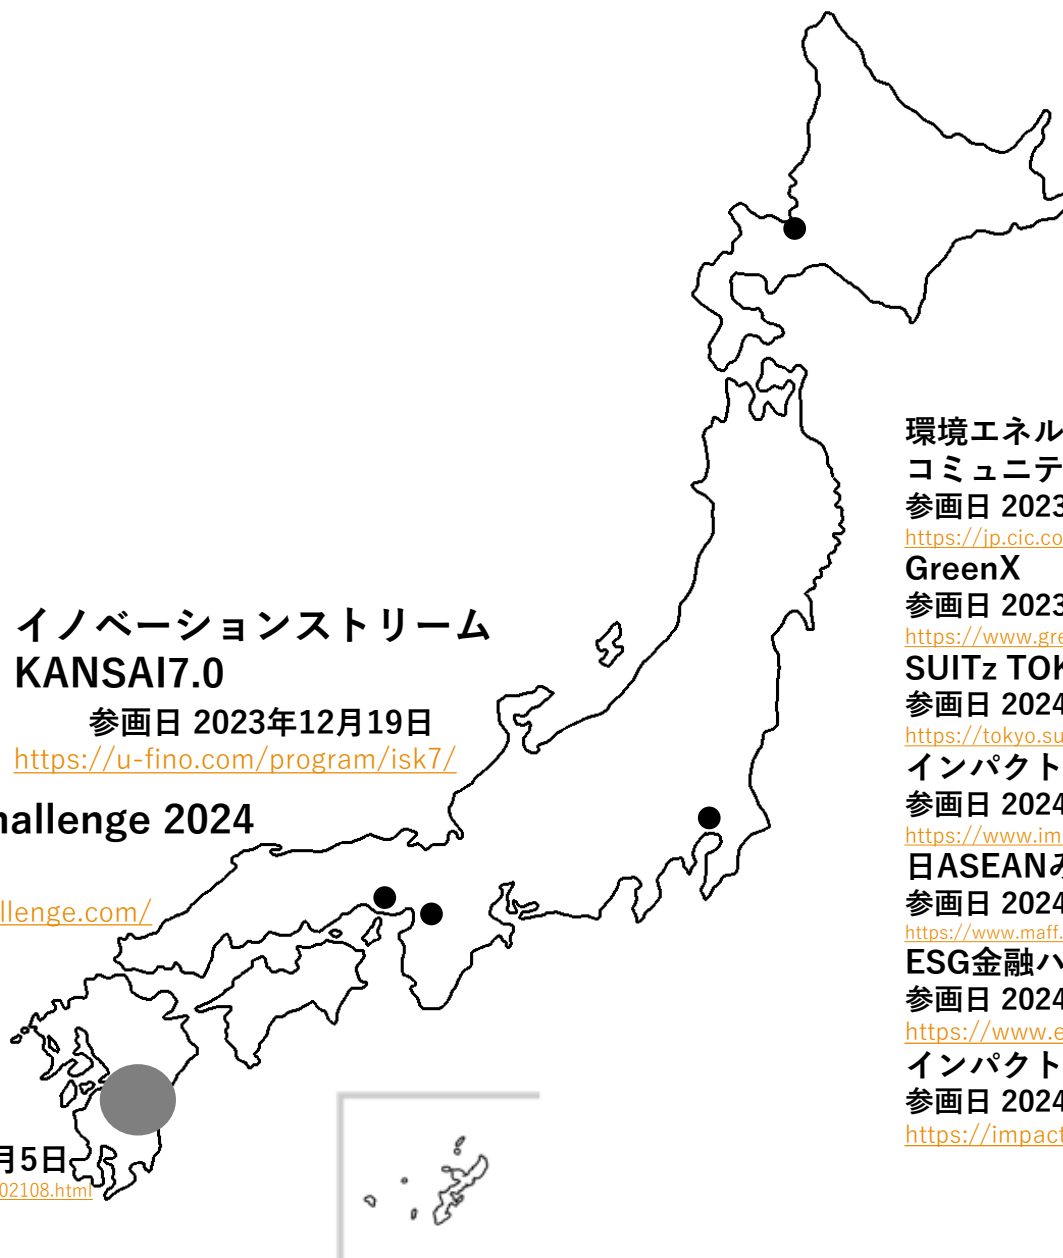 イノベーションストリーム
KANSAI7.0
参画日 2023年12月19日
https://u-fino.com/program/isk7/
hallenge 2024
llenge.com/
月5日
02108.html
環境エネル
コミュニテ
参画日 2023
https://jp.cic.co
GreenX
参画日 2023
https://www.gre
SUITz TOK
参画日 2024
https://tokyo.su
インパクト
参画日 2024
https://www.im
日ASEANみ
参画日 2024
https://www.maff.
ESG金融ハ
参画日 2024
https://www.e
インパクト
参画日 2024
https://impact